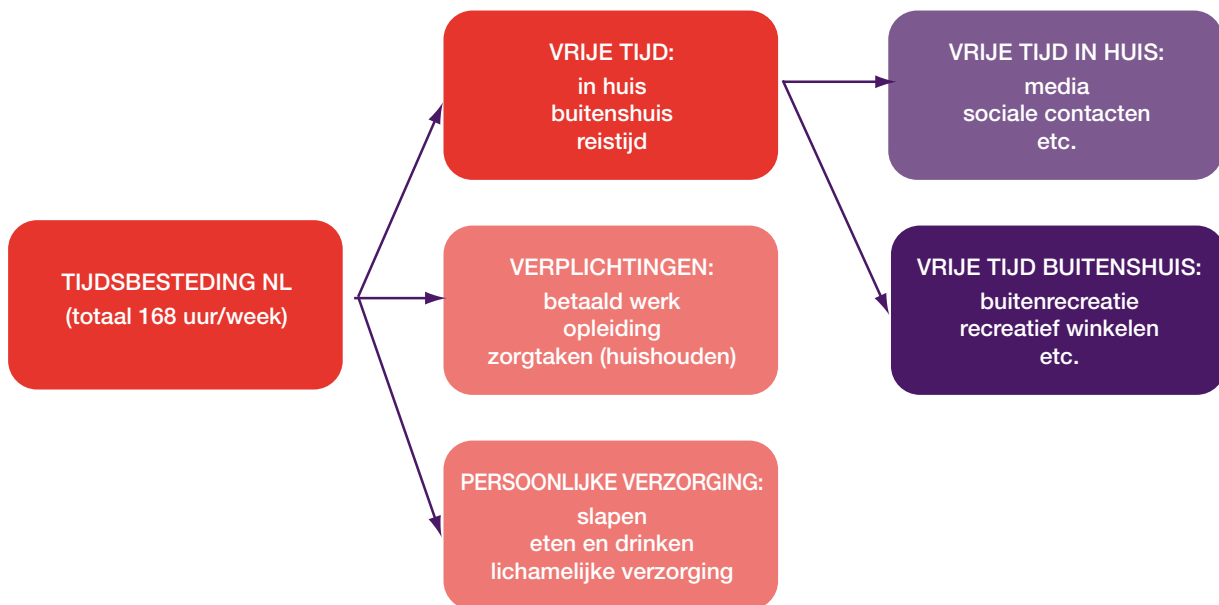 TIJDSBESTEDING NL
(totaal 168 uur/week)
VRIJE TIJD:
in huis
buitenshuis
reistijd
VERPLICHTINGEN:
betaald werk
opleiding
zorgtaken (huishouden)
PERSOONLIJKE VERZORGING:
slapen
eten en drinken
lichamelijke verzorging
VRIJE TIJD IN HUIS:
media
sociale contacten
etc.
VRIJE TIJD BUITENSHUIS:
buitenrecreatie
recreatief winkelen
etc.